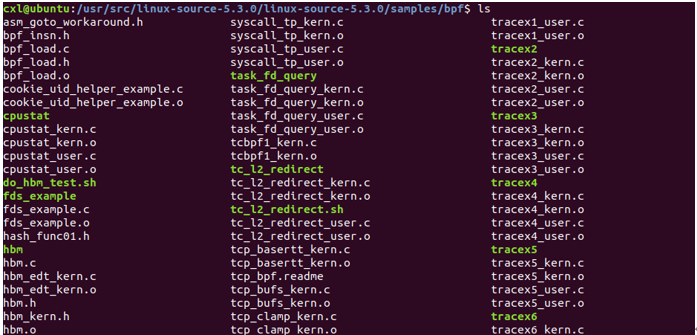 cxl@ubuntu:/usr/src/linux-source-5.3.0/linux-source-5.3.0/samples/bpf$ ls
asm_goto_workaround.h syscall_tp_kern.c tracex1_user.c
bpf_insn.h syscall_tp_kern.o tracex1_user.o
bpf_load.c syscall_tp_user.c tracex2
bpf_load.o task_fd_query tracex2_kern.c
cookie_uid_helper_example.c task_fd_query_kern.c tracex2_kern.o
cookie_uid_helper_example.o task_fd_query_kern.o tracex2_user.c
cpustat task_fd_query_user.c tracex3
cpustat_kern.c task_fd_query_user.o tracex3_kern.c
cpustat_kern.o tcbpf1_kern.c tracex3_kern.o
cpustat_user.c tcbpf1_kern.o tracex3_user.c
cpustat_user.o tc_l2_redirect tracex3_user.o
do_hbm_test.sh tc_l2_redirect_kern.c tracex4
fds_example tc_l2_redirect_kern.o tracex4_kern.c
fds_example.c tc_l2_redirect.sh tracex4_kern.o
fds_example.o tc_l2_redirect_user.c tracex4_user.c
hash_func01.h tc_l2_redirect_user.o tracex4_user.o
hbm tcp_basertt_kern.c tracex5
hbm.c tcp_basertt_kern.o tracex5_kern.c
hbm_edt_kern.c tcp_bpf.readme tracex5_kern.o
hbm_edt_kern.o tcp_bufs_kern.c tracex5_user.c
hbm.h tcp_bufs_kern.o tracex5_user.o
hbm_kern.h tcp_clamp_kern.c tracex6
hbm.o tcp_clamp_kern.o tracex6_kern.c